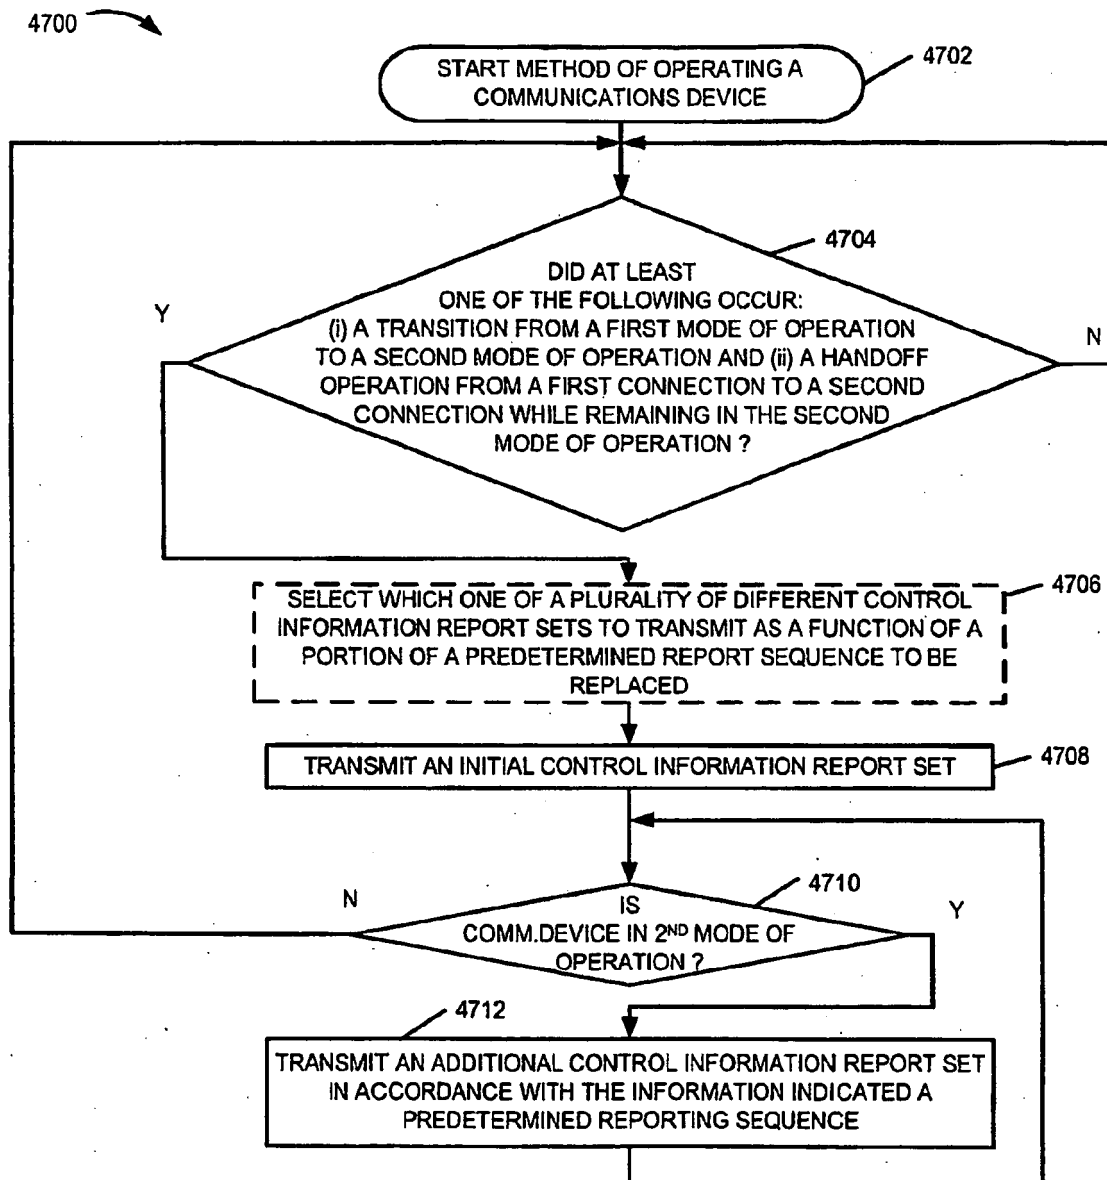 4700
START METHOD OF OPERATING A
COMMUNICATIONS DEVICE
4702
4704
DID AT LEAST
ONE OF THE FOLLOWING OCCUR:
(i) A TRANSITION FROM A FIRST MODE OF OPERATION
TO A SECOND MODE OF OPERATION AND (ii) A HANDOFF
OPERATION FROM A FIRST CONNECTION TO A SECOND
CONNECTION WHILE REMAINING IN THE SECOND
MODE OF OPERATION ?
Y
N
4706
SELECT WHICH ONE OF A PLURALITY OF DIFFERENT CONTROL
INFORMATION REPORT SETS TO TRANSMIT AS A FUNCTION OF A
PORTION OF A PREDETERMINED REPORT SEQUENCE TO BE
REPLACED
TRANSMIT AN INITIAL CONTROL INFORMATION REPORT SET
4708
4710
N
IS
COMM.DEVICE IN 2ND MODE OF
OPERATION ?
Y
4712
TRANSMIT AN ADDITIONAL CONTROL INFORMATION REPORT SET
IN ACCORDANCE WITH THE INFORMATION INDICATED A
PREDETERMINED REPORTING SEQUENCE